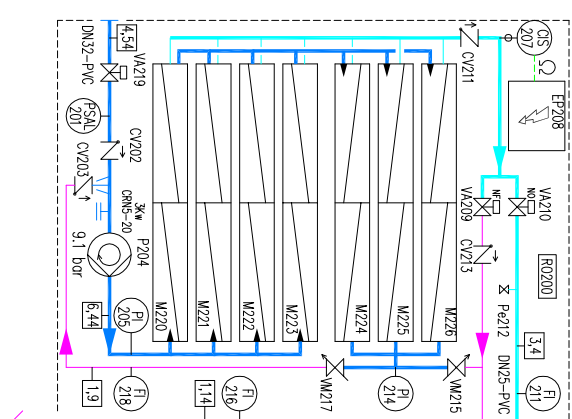 4,54
DN32-PVC
VA219
PSAL
201
CV202
CV203
3Kw
CRN5-20
P204
9.1 bar
6,44
PI
205
1,9
FI
218
1,14
FI
216
M220
M221
M222
M223
M224
M225
M226
VM217
PI
214
VM215
CV211
CIS
207
Ω
EP208
NF
VA209
NO
VA210
CV213
R0200
Pe212
3,4
DN25-PVC
FI
211